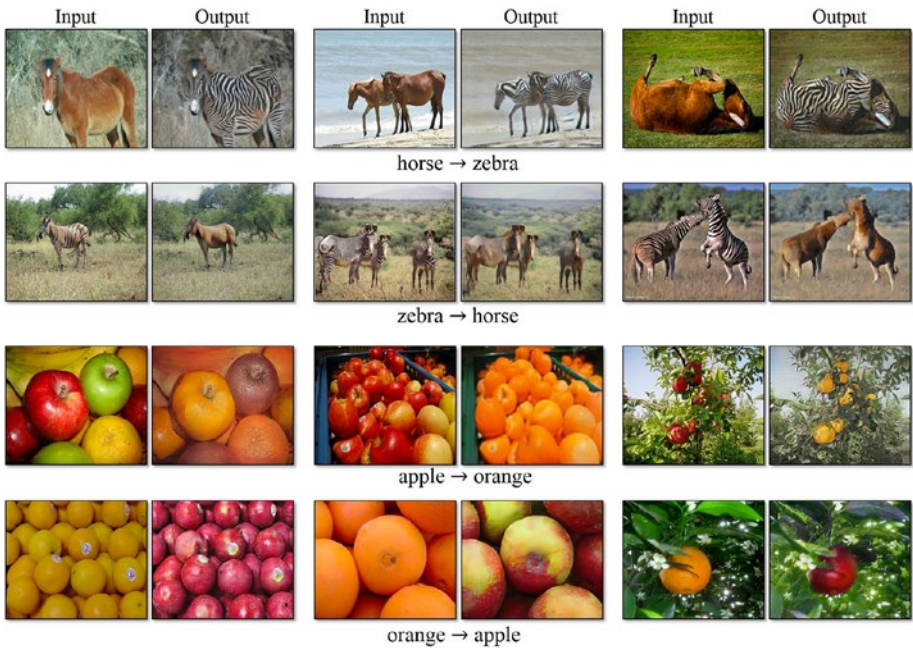 Input Output Input Output Input Output
horse → zebra
zebra → horse
apple → orange
orange → apple